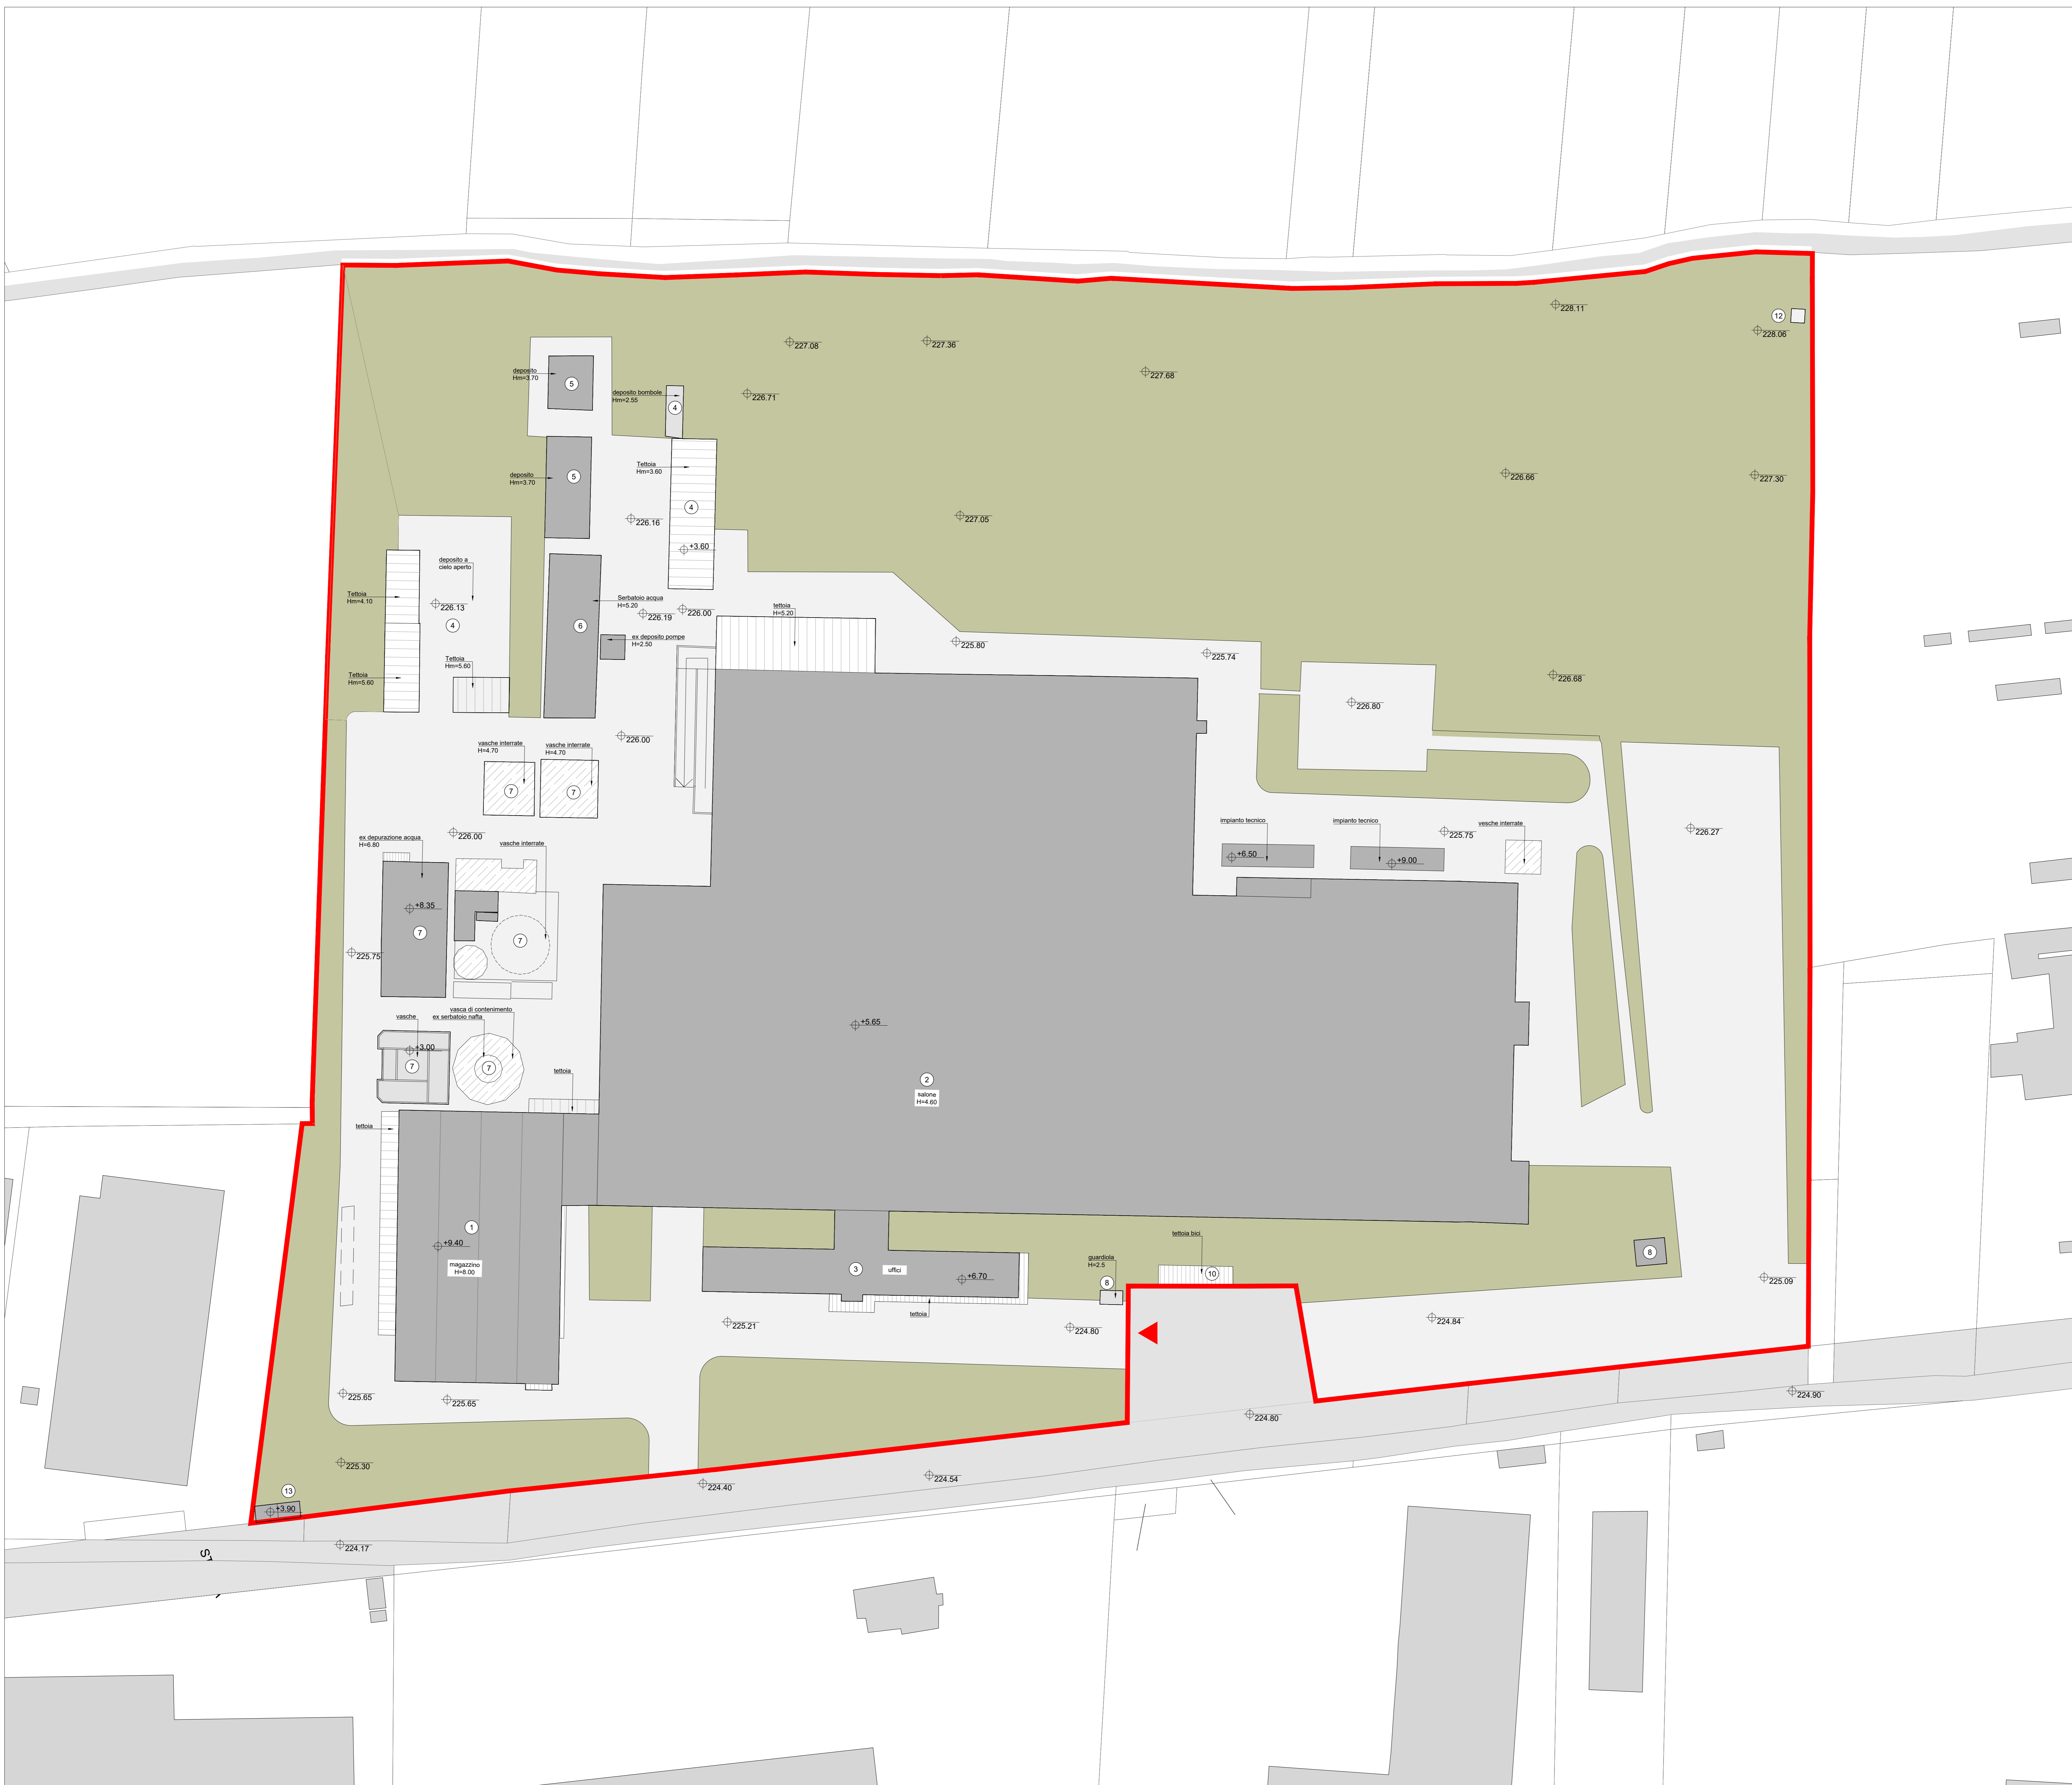 228.11
12
228.06
227.08
227.36
227.68
deposito
Hm=3.70
5
deposito bombole
Hm=2.55
4
226.71
Tettoia
Hm=3.60
deposito
Hm=3.70
5
226.66
227.30
4
226.16
227.05
+3.60
deposito a
cielo aperto
Tettoia
Hm=4.10
226.13
4
Serbatoio acqua
H=5.20
226.19
226.00
tettoia
H=5.20
6
ex deposito pompe
H=2.50
225.80
225.74
Tettoia
Hm=5.60
Tettoia
Hm=5.60
226.68
226.80
226.00
vasche interrate
H=4.70
vasche interrate
H=4.70
7
7
226.00
ex depurazione acqua
H=6.80
vasche interrate
impianto tecnico
impianto tecnico
225.75
vesche interrate
226.27
+6.50
+9.00
+8.35
7
7
225.75
vasca di contenimento
ex serbatoio nafta
vasche
+3.00
7
7
+5.65
tettoia
2
salone
H=4.60
tettoia
1
+9.40
magazzino
H=8.00
tettoia bici
guardiola
H=2.5
8
3
uffici
+6.70
8
10
225.09
tettoia
225.21
224.80
224.84
225.65
225.65
224.90
224.80
225.30
224.54
224.40
13
+3.90
224.17